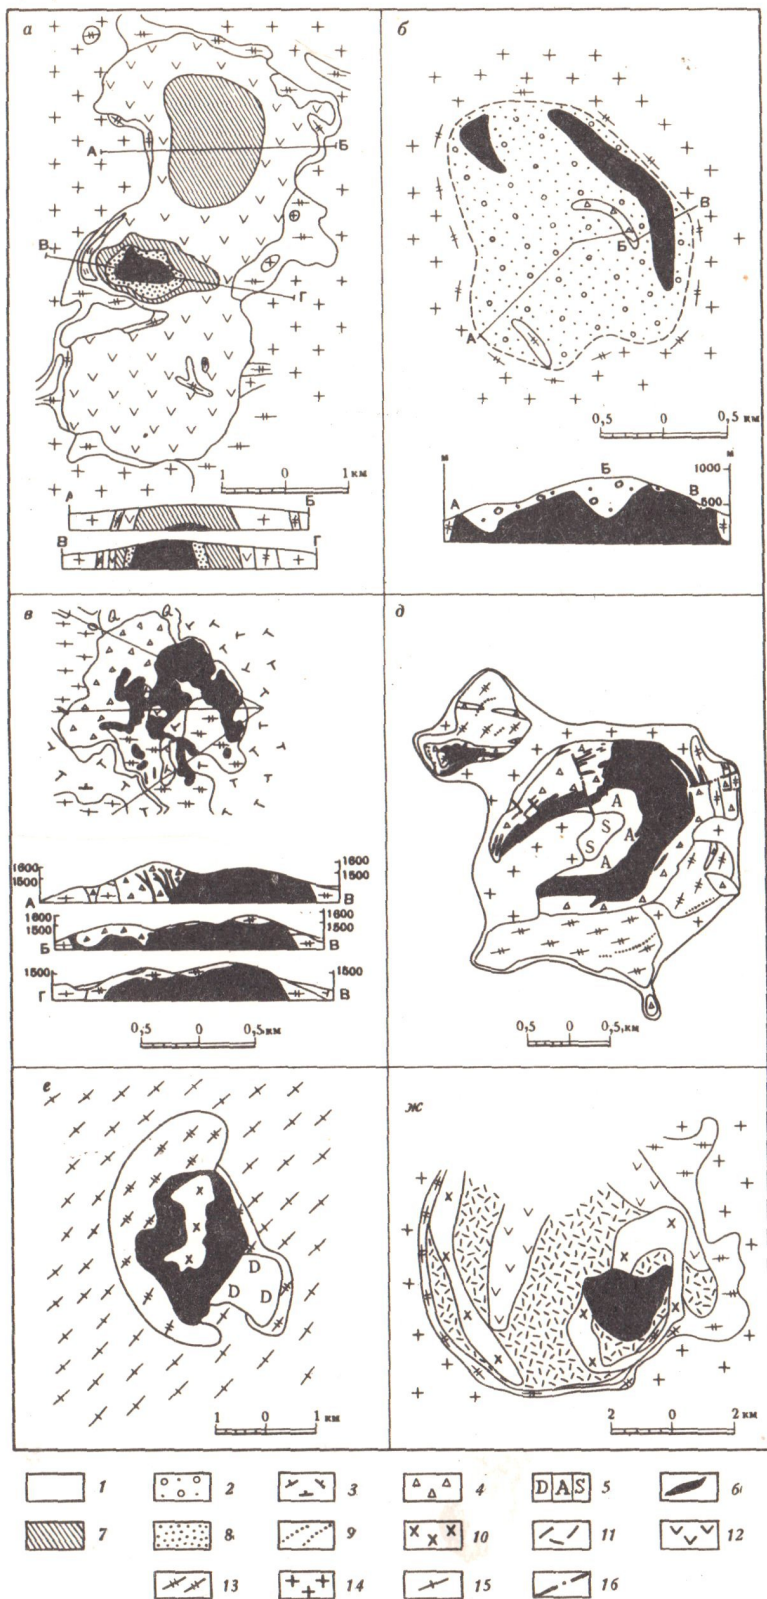 а
А Б
В
Г
1 0 1
км
А Б
В Г
б
В
Б
А
0,5 0 0,5 км
м м
Б 1000
А В 500
в
Q Q
1600 1600
1500 1500
А В
1600 1600
1500 1500
Б В
1500 1500
Г В
0,5 0 0,5 км
д
А
S А
S
А
0,5 0 0,5 км
е
D
D D
1 0 1
км
ж
2 0 2 км
1 2 3 4 D A S 5 6
7 8 9 10 11 12
13 14 15 16